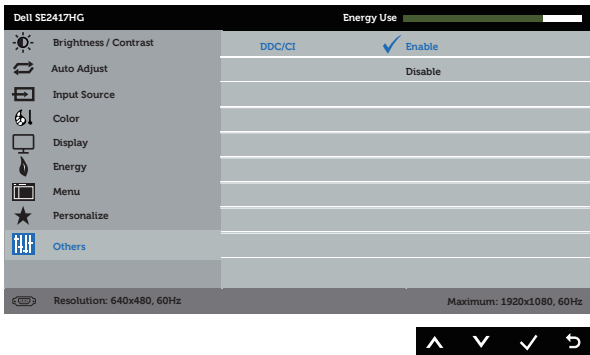 Dell SE2417HG Energy Use
Brightness / Contrast
DDC/CI Enable
Auto Adjust
Disable
Input Source
Color
Display
Energy
Menu
Personalize
Others
Resolution: 640x480, 60Hz Maximum: 1920x1080, 60Hz